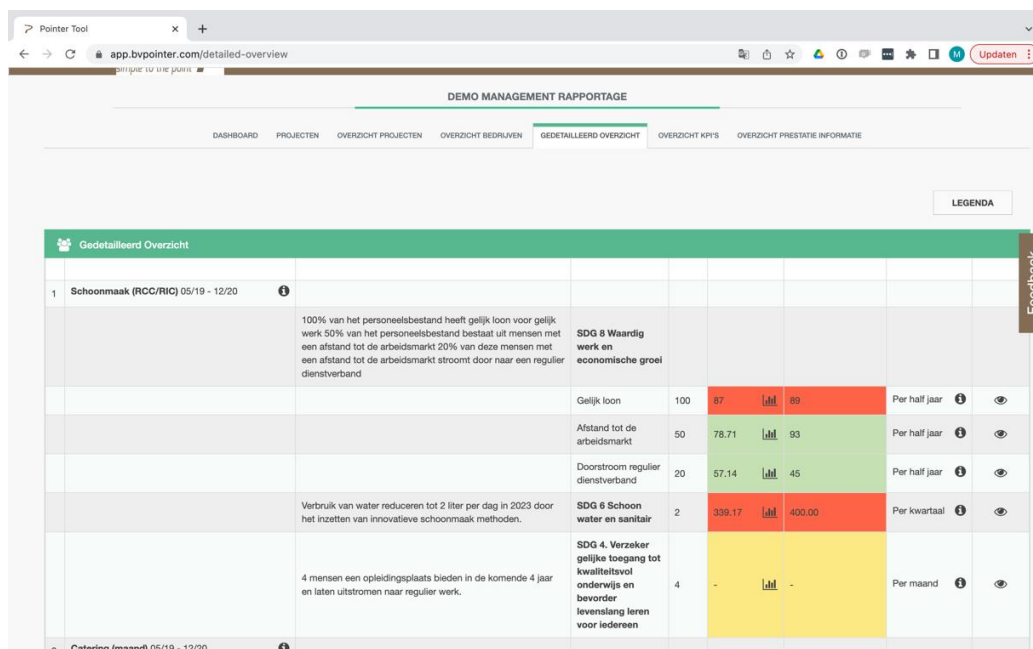 Pointer Tool
app.bvpointer.com/detailed-overview
M
Updaten
simple to the point
DEMO MANAGEMENT RAPPORTAGE
DASHBOARD PROJECTEN OVERZICHT PROJECTEN OVERZICHT BEDRIJVEN GEDETAILLEERD OVERZICHT OVERZICHT KPI'S OVERZICHT PRESTATIE INFORMATIE
LEGENDA
Feedback
Gedetailleerd Overzicht
1 Schoonmaak (RCC/RIC) 05/19 - 12/20
100% van het personeelsbestand heeft gelijk loon voor gelijk
werk 50% van het personeelsbestand bestaat uit mensen met
een afstand tot de arbeidsmarkt 20% van deze mensen met
een afstand tot de arbeidsmarkt stroomt door naar een regulier
dienstverband
SDG 8 Waardig
werk en
economische groei
Gelijk loon 100 87 89 Per half jaar
Afstand tot de
arbeidsmarkt
50 78.71 93 Per half jaar
Doorstroom regulier
dienstverband
20 57.14 45 Per half jaar
Verbruik van water reduceren tot 2 liter per dag in 2023 door
het inzetten van innovatieve schoonmaak methoden.
SDG 6 Schoon
water en sanitair
2 339.17 400.00 Per kwartaal
4 mensen een opleidingsplaats bieden in de komende 4 jaar
en laten uitstromen naar regulier werk.
SDG 4. Verzeker
gelijke toegang tot
kwaliteitsvol
onderwijs en
bevorder
levenslang leren
voor iedereen
4 - - Per maand
Catering (maand) 05/19 - 12/20